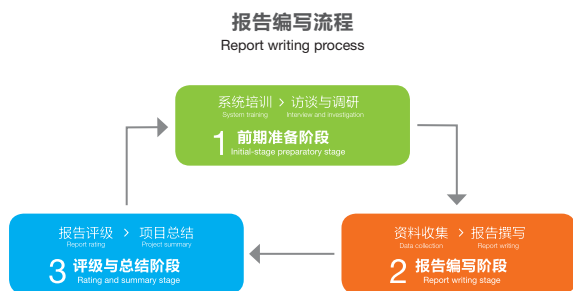 报告编写流程
Report writing process
系统培训 > 访谈与调研
System training Interview and investigation
1 前期准备阶段
Initial-stage preparatory stage
报告评级 > 项目总结
Report rating Project summary
3 评级与总结阶段
Rating and summary stage
资料收集 > 报告撰写
Data collection Report writing
2 报告编写阶段
Report writing stage